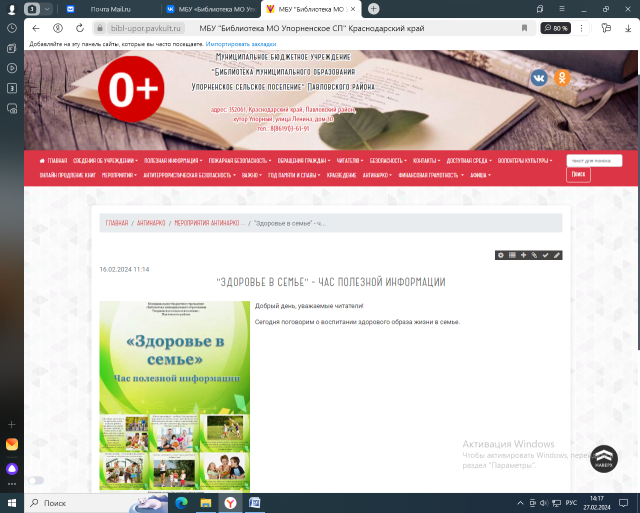 3
Почта Mail.ru
МБУ «Библиотека МО Уп
МБУ "Библиотека МО У
bibl-upor.pavkult.ru
МБУ "Библиотека МО Упорненское СП" Краснодарский край
80 %
Добавляйте на эту панель сайты, которые вы часто посещаете. Импортировать закладки
Муниципальное бюджетное учреждение
"Библиотека муниципального образования
Упорненское сельское поселение" Павловского района
0+
адрес: 352061, Краснодарский край, Павловский район,
хутор Упорный, улица Ленина, дом 30
тел.: 8(86191)3-61-91
ГЛАВНАЯ СВЕДЕНИЯ ОБ УЧРЕЖДЕНИИ ПОЛЕЗНАЯ ИНФОРМАЦИЯ ПОЖАРНАЯ БЕЗОПАСНОСТЬ ОБРАЩЕНИЯ ГРАЖДАН ЧИТАТЕЛЮ БЕЗОПАСНОСТЬ КОНТАКТЫ ДОСТУПНАЯ СРЕДА ВОЛОНТЕРЫ КУЛЬТУРЫ
текст для поиска
ОНЛАЙН ПРОДЛЕНИЕ КНИГ МЕРОПРИЯТИЯ АНТИТЕРРОРИСТИЧЕСКАЯ БЕЗОПАСНОСТЬ ВАЖНО ГОД ПАМЯТИ И СЛАВЫ КРАЕВЕДЕНИЕ АНТИНАРКО ФИНАНСОВАЯ ГРАМОТНОСТЬ АФИША
Поиск
ГЛАВНАЯ / АНТИНАРКО / МЕРОПРИЯТИЯ АНТИНАРКО ... / "Здоровье в семье" - ч...
16.02.2024 11:14
"ЗДОРОВЬЕ В СЕМЬЕ" - ЧАС ПОЛЕЗНОЙ ИНФОРМАЦИИ
Добрый день, уважаемые читатели!
Сегодня поговорим о воспитании здорового образа жизни в семье.
«Здоровье в
семье»
Час полезной информации
Активация Windows
Чтобы активировать Windows, пере
раздел "Параметры".
НАВЕРХ
Поиск
РУС
14:17
27.02.2024